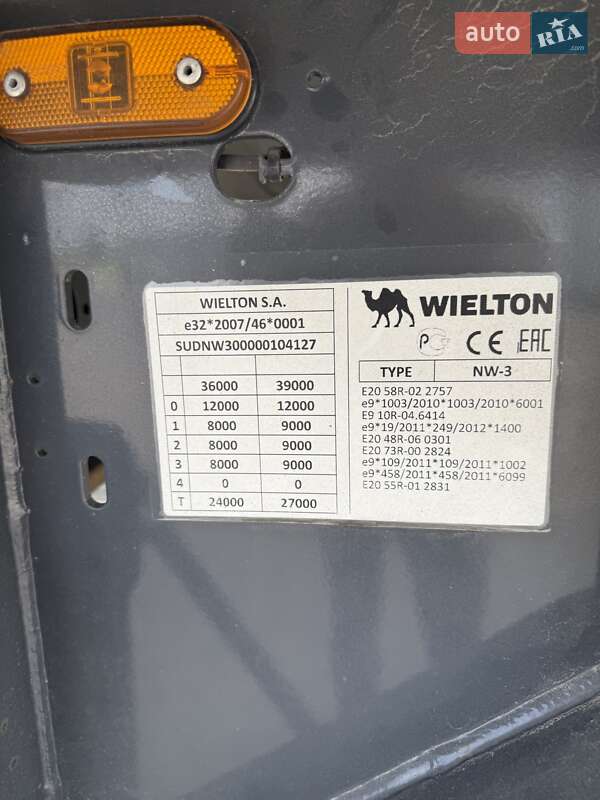 auto RIA .com
WIELTON S.A.
e32*2007/46*0001
SUDNW300000104127
36000 39000
0 12000 12000
1 8000 9000
2 8000 9000
3 8000 9000
4 0 0
T 24000 27000
WIELTON
CE EAC
TYPE NW-3
E20 58R-02 2757
e9*1003/2010*1003/2010*6001
E9 10R-04.6414
e9*19/2011*249/2012*1400
E20 48R-06 0301
E20 73R-00 2824
e9*109/2011*109/2011*1002
e9*458/2011*458/2011*6099
E20 55R-01 2831